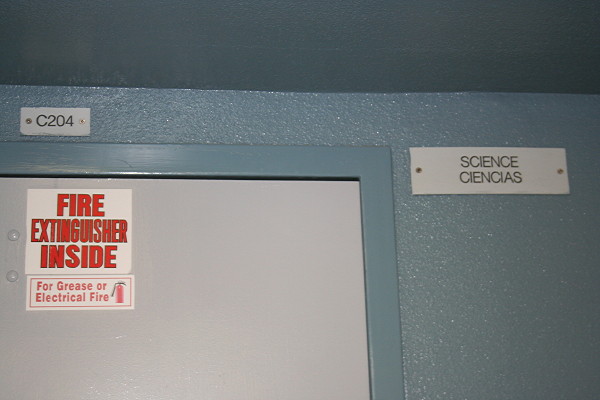 C204
SCIENCE
CIENCIAS
FIRE
EXTINGUISHER
INSIDE
For Grease or
Electrical Fire